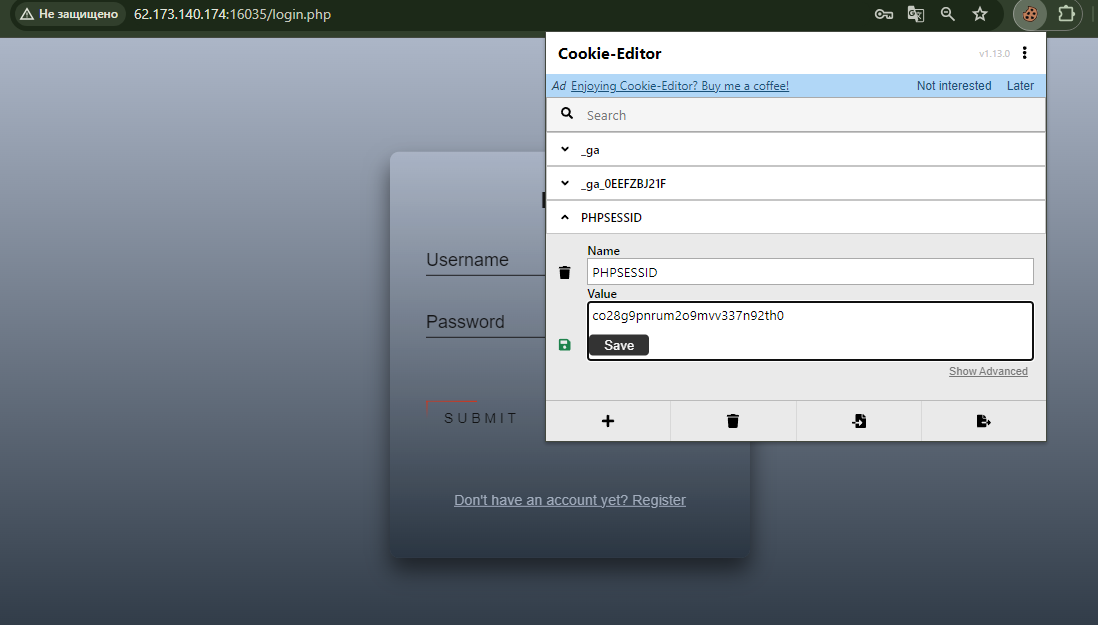 Не защищено
62.173.140.174:16035/login.php
Cookie-Editor
v1.13.0
Ad Enjoying Cookie-Editor? Buy me a coffee!
Not interested
Later
Search
_ga
_ga_0EEFZBJ21F
PHPSESSID
Name
PHPSESSID
Value
co28g9pnrum2o9mvv337n92th0
Save
Show Advanced
Username
Password
SUBMIT
Don't have an account yet? Register